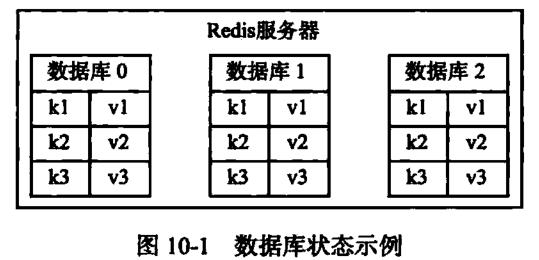 Redis服务器
数据库 0 数据库 1 数据库 2
k1 v1 k1 v1 k1 v1
k2 v2 k2 v2 k2 v2
k3 v3 k3 v3 k3 v3
图 10-1 数据库状态示例